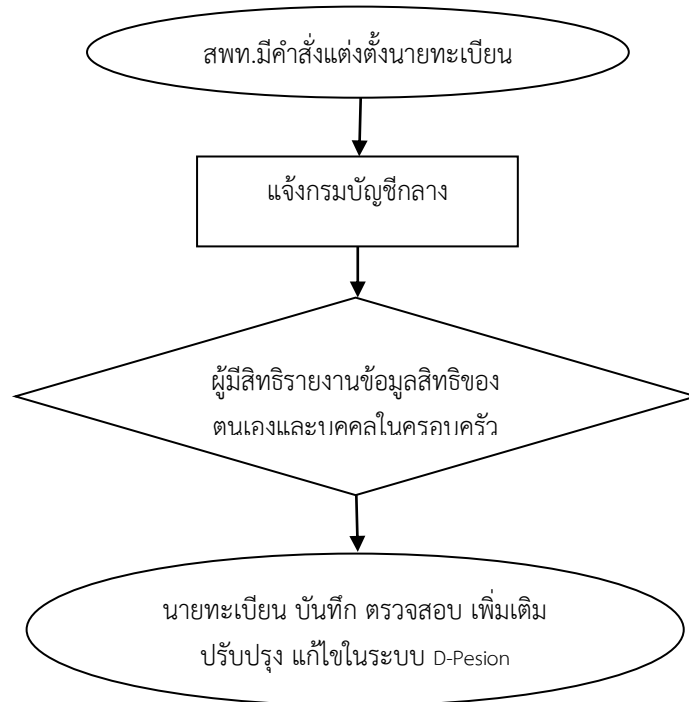 สพท.มีคำสั่งแต่งตั้งนายทะเบียน
แจ้งกรมบัญชีกลาง
ผู้มีสิทธิรายงานข้อมูลสิทธิของ
ตนเองและบุคคลในครอบครัว
นายทะเบียน บันทึก ตรวจสอบ เพิ่มเติม
ปรับปรุง แก้ไขในระบบ D-Pesion